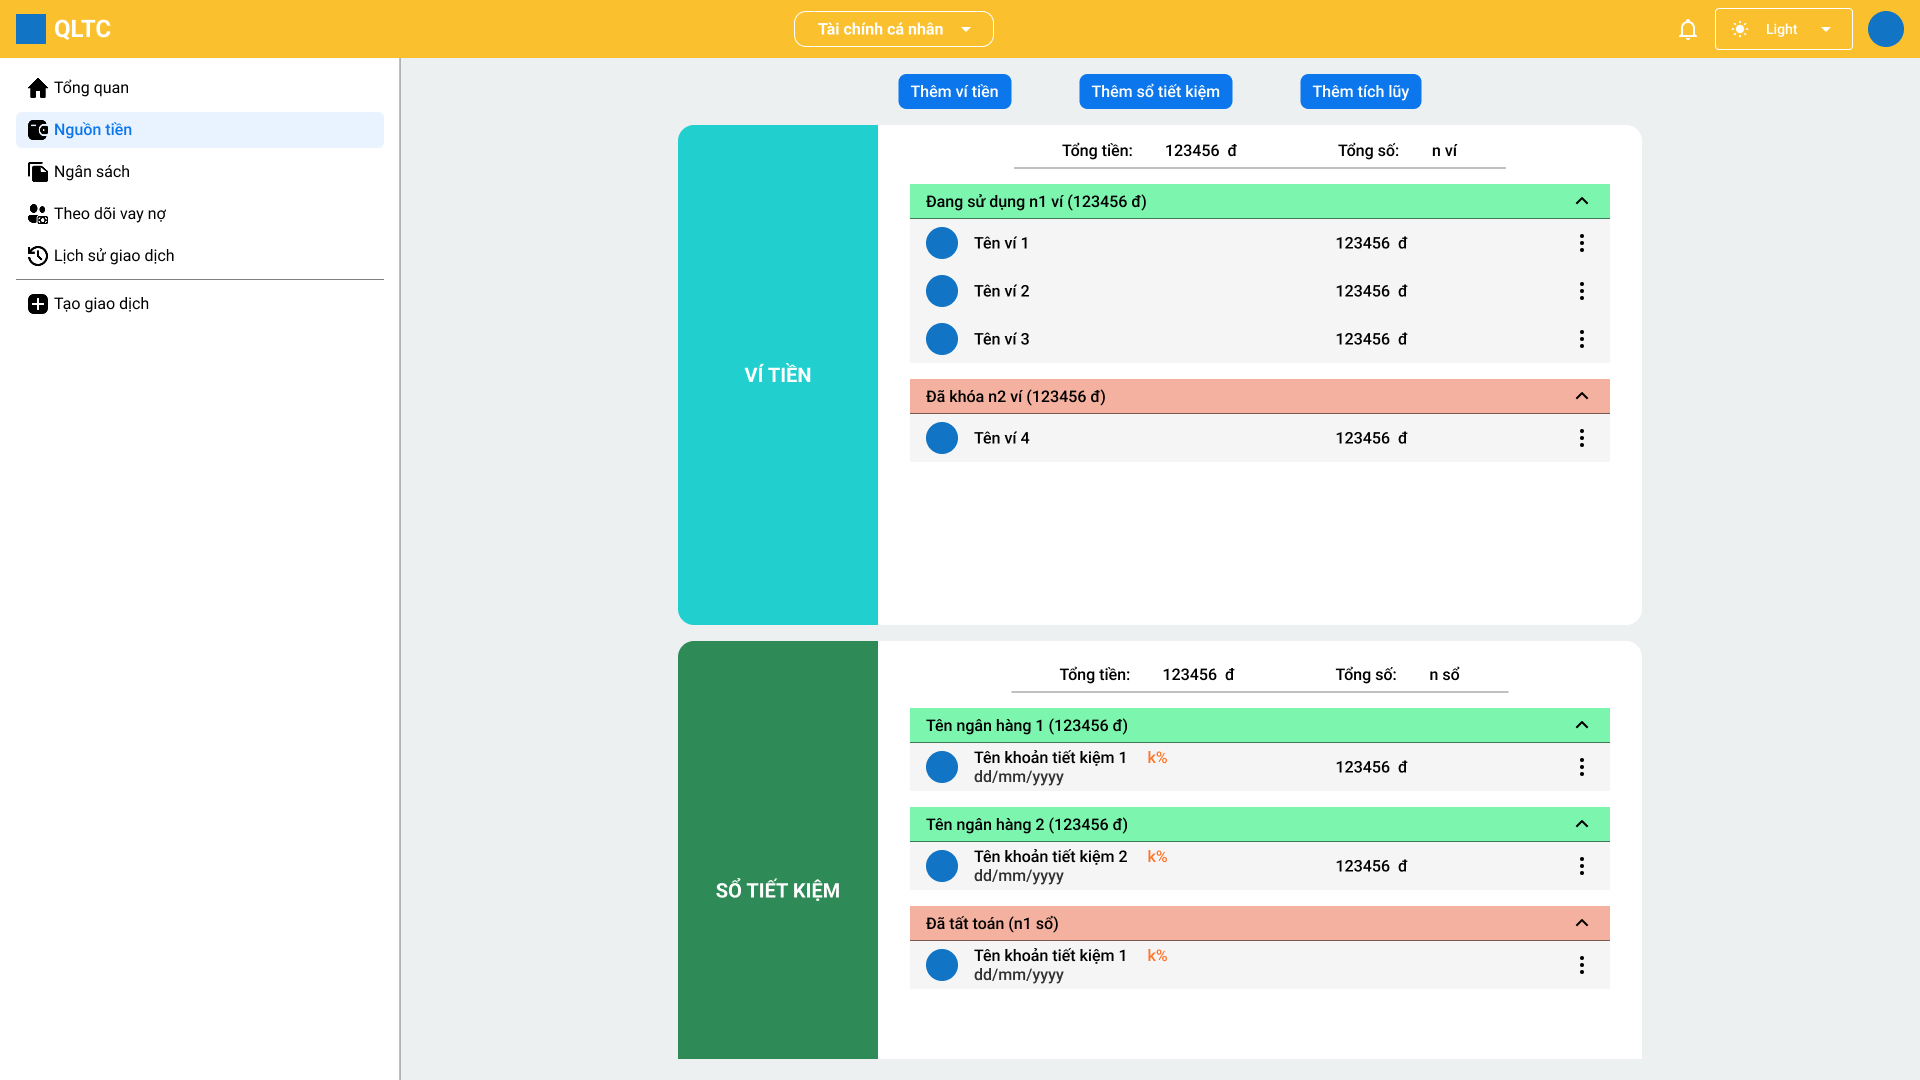 QLTC
Tài chính cá nhân
Light
Tổng quan
Nguồn tiền
Ngân sách
Theo dõi vay nợ
Lịch sử giao dịch
Tạo giao dịch
Thêm ví tiền
Thêm sổ tiết kiệm
Thêm tích lũy
VÍ TIỀN
Tổng tiền: 123456 đ Tổng số: n ví
Đang sử dụng n1 ví (123456 đ)
Tên ví 1 123456 đ
Tên ví 2 123456 đ
Tên ví 3 123456 đ
Đã khóa n2 ví (123456 đ)
Tên ví 4 123456 đ
SỔ TIẾT KIỆM
Tổng tiền: 123456 đ Tổng số: n sổ
Tên ngân hàng 1 (123456 đ)
Tên khoản tiết kiệm 1 k%
dd/mm/yyyy
123456 đ
Tên ngân hàng 2 (123456 đ)
Tên khoản tiết kiệm 2 k%
dd/mm/yyyy
123456 đ
Đã tất toán (n1 sổ)
Tên khoản tiết kiệm 1 k%
dd/mm/yyyy